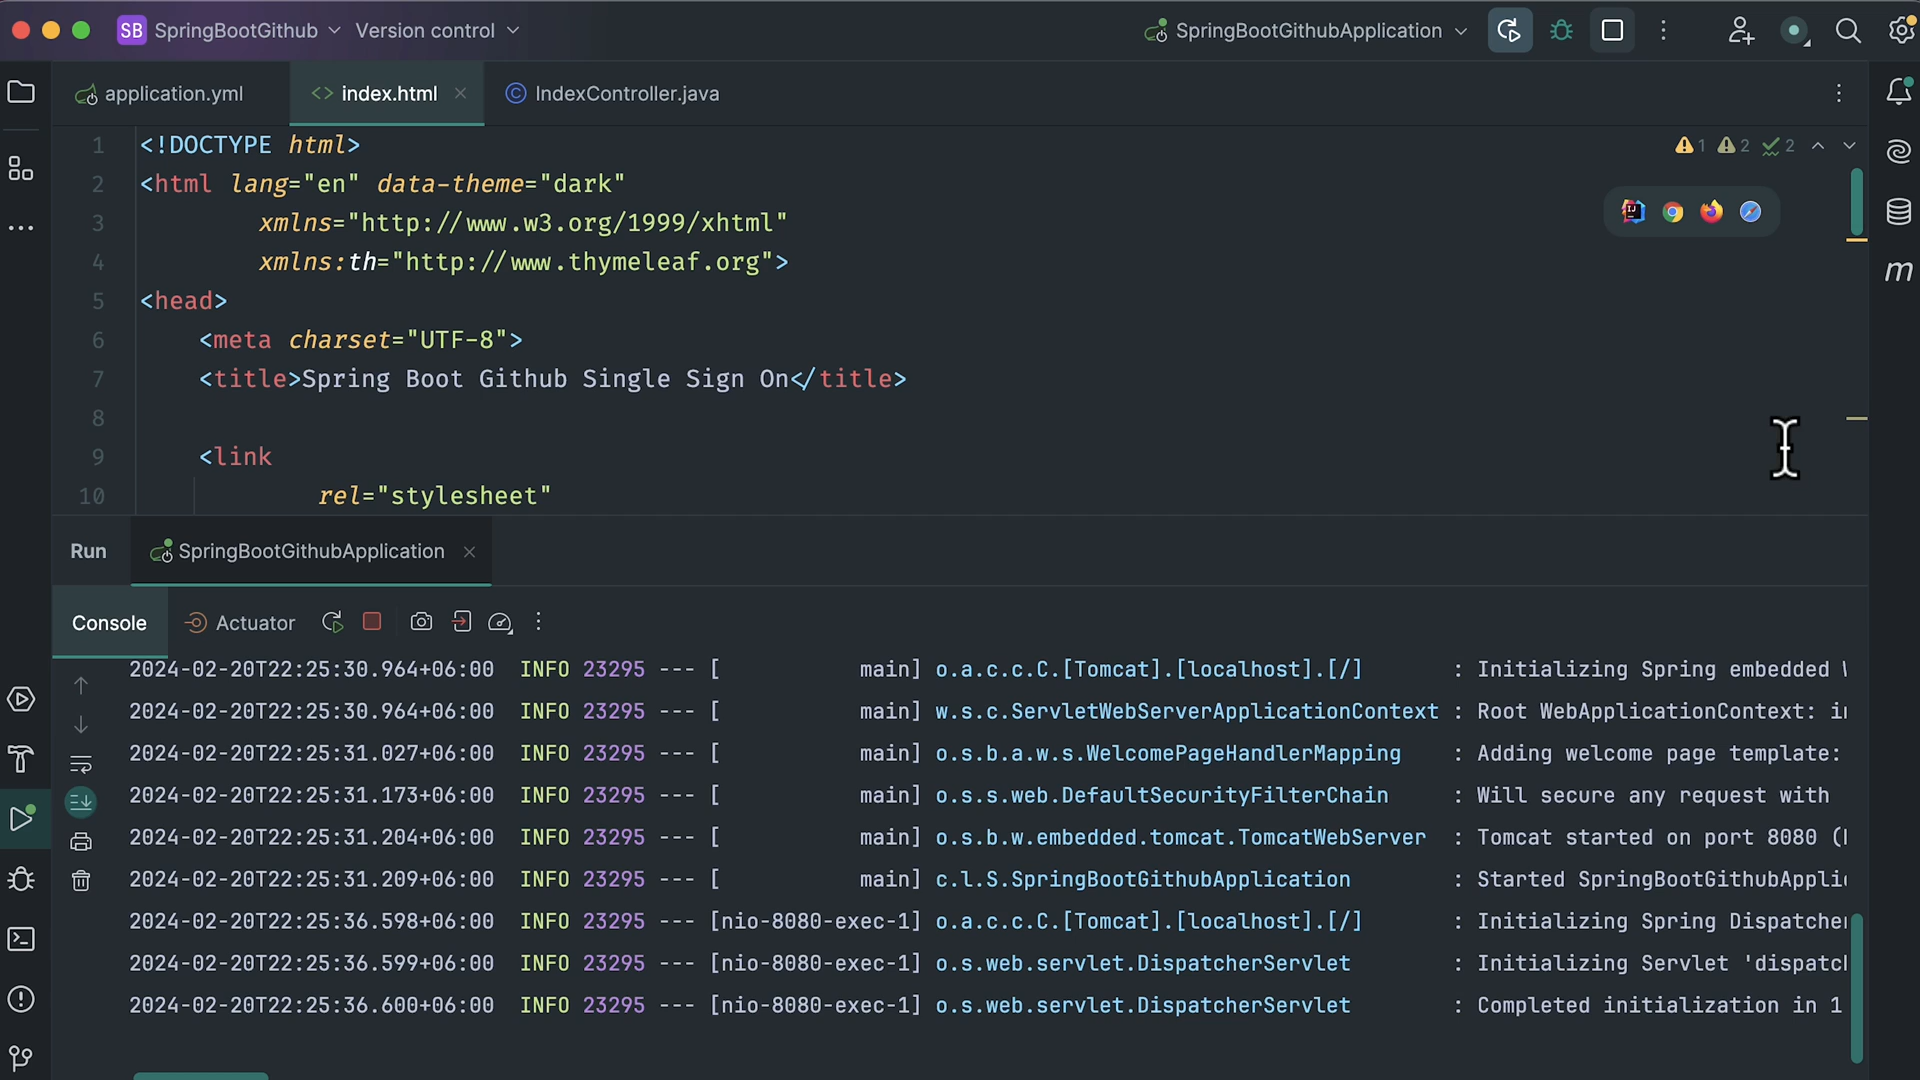 SB SpringBootGithub Version control SpringBootGithubApplication
application.yml index.html IndexController.java
1 <!DOCTYPE html> 1 2 2
2 <html lang="en" data-theme="dark"
3 xmlns="http://www.w3.org/1999/xhtml"
4 xmlns:th="http://www.thymeleaf.org">
5 <head>
6 <meta charset="UTF-8">
7 <title>Spring Boot Github Single Sign On</title>
8
9 <link
10 rel="stylesheet"
Run SpringBootGithubApplication
Console Actuator
2024-02-20T22:25:30.964+06:00 INFO 23295 --- [ main] o.a.c.c.C.[Tomcat].[localhost].[/] : Initializing Spring embedded
2024-02-20T22:25:30.964+06:00 INFO 23295 --- [ main] w.s.c.ServletWebServerApplicationContext : Root WebApplicationContext:
2024-02-20T22:25:31.027+06:00 INFO 23295 --- [ main] o.s.b.a.w.s.WelcomePageHandlerMapping : Adding welcome page template:
2024-02-20T22:25:31.173+06:00 INFO 23295 --- [ main] o.s.s.web.DefaultSecurityFilterChain : Will secure any request with
2024-02-20T22:25:31.204+06:00 INFO 23295 --- [ main] o.s.b.w.embedded.tomcat.TomcatWebServer : Tomcat started on port 8080
2024-02-20T22:25:31.209+06:00 INFO 23295 --- [ main] c.l.S.SpringBootGithubApplication : Started SpringBootGithubAppli
2024-02-20T22:25:36.598+06:00 INFO 23295 --- [nio-8080-exec-1] o.a.c.c.C.[Tomcat].[localhost].[/] : Initializing Spring Dispatcher
2024-02-20T22:25:36.599+06:00 INFO 23295 --- [nio-8080-exec-1] o.s.web.servlet.DispatcherServlet : Initializing Servlet 'dispatc
2024-02-20T22:25:36.600+06:00 INFO 23295 --- [nio-8080-exec-1] o.s.web.servlet.DispatcherServlet : Completed initialization in 1